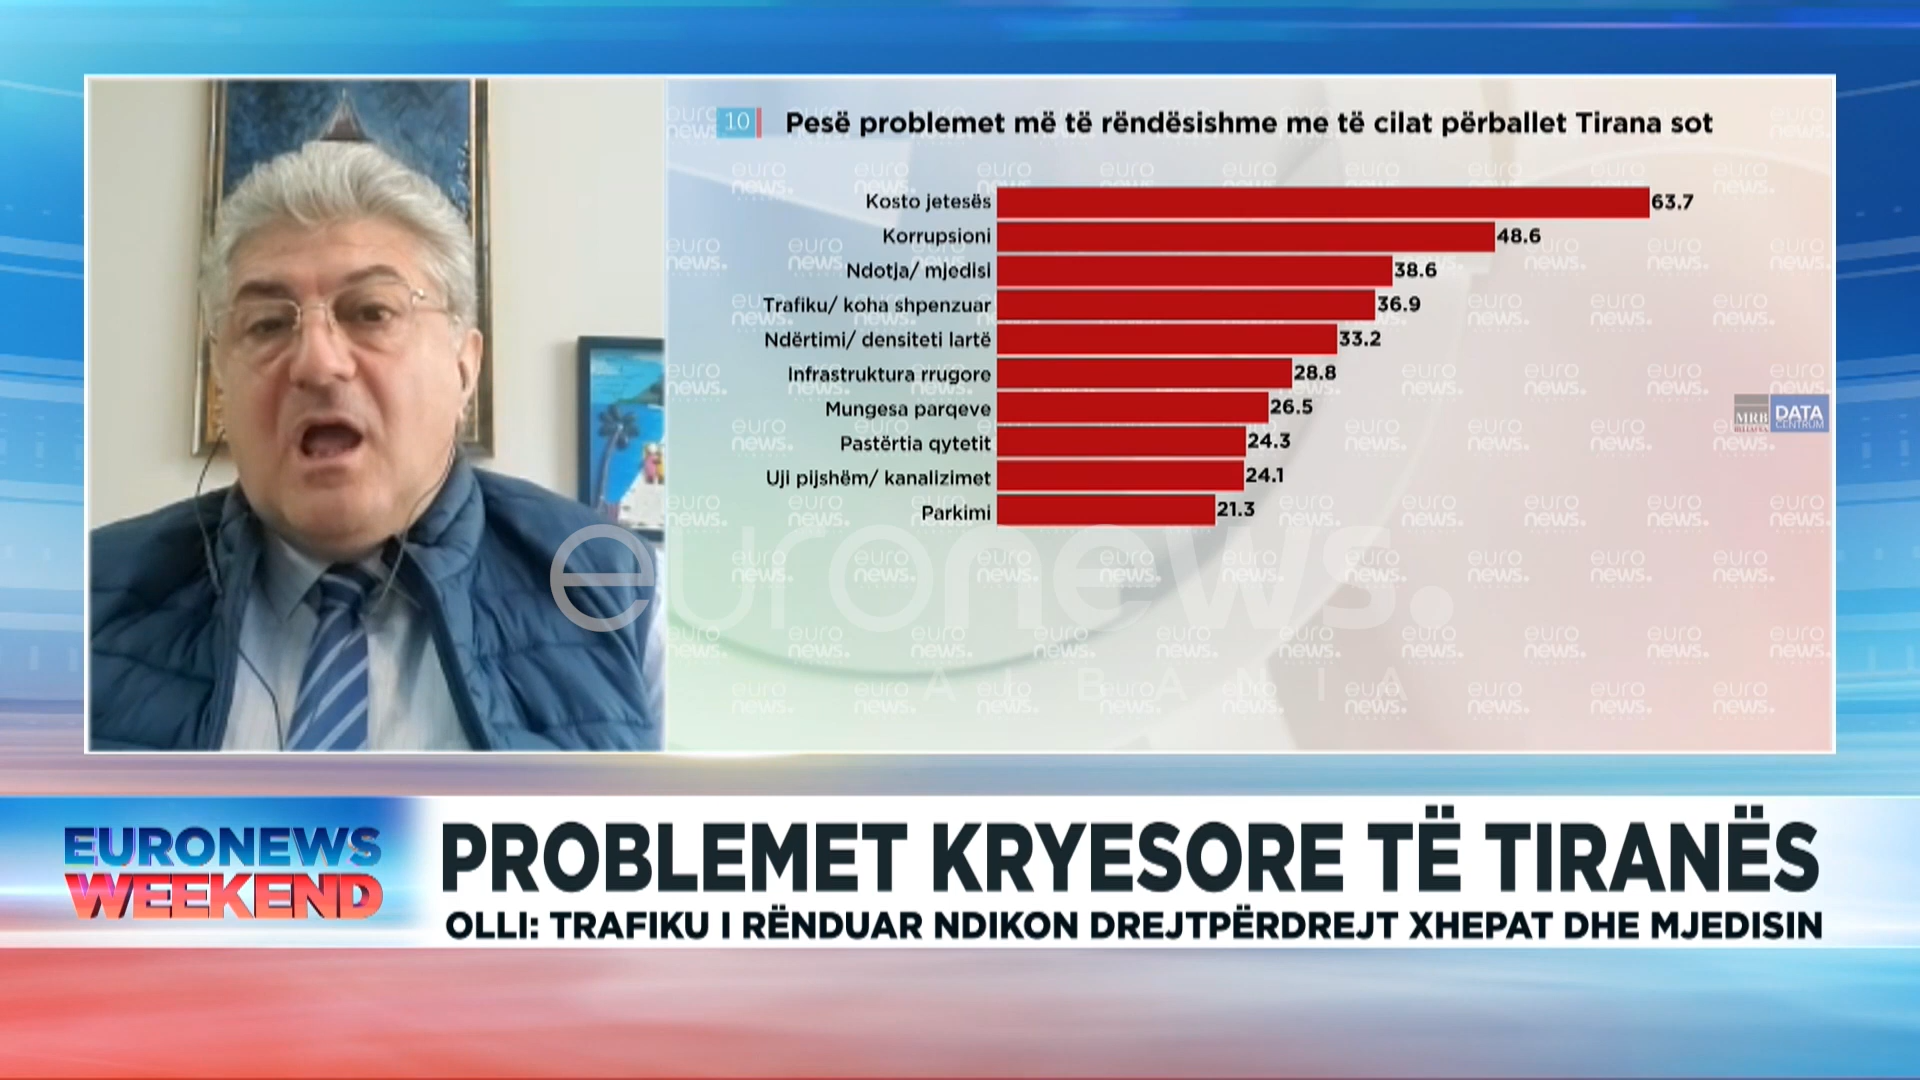 10 Pesë problemet më të rëndësishme me të cilat përballet Tirana sot
Kosto jetesës 63.7
Korrupsioni 48.6
Ndotja/ mjedisi 38.6
Trafiku/ koha shpenzuar 36.9
Ndërtimi/ densiteti lartë 33.2
Infrastruktura rrugore 28.8
Mungesa parqeve 26.5
Pastërtia qytetit 24.3
Uji pijshëm/ kanalizimet 24.1
Parkimi 21.3
MRB
DATA
CENTRUM
euronews.
ALBANIA
EURONEWS
WEEKEND
PROBLEMET KRYESORE TË TIRANËS
OLLI: TRAFIKU I RËNDUAR NDIKON DREJTPËRDREJT XHEPAT DHE MJEDISIN